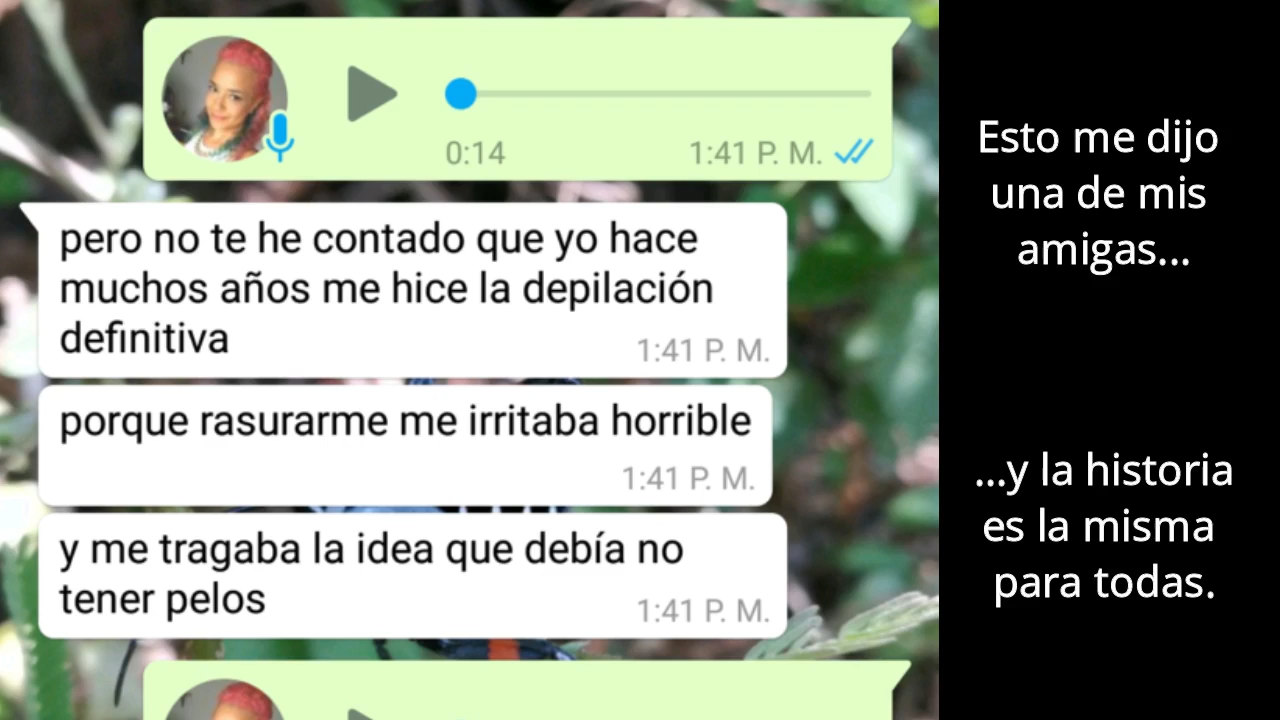 0:14
1:41 P. M.
pero no te he contado que yo hace
muchos años me hice la depilación
definitiva
1:41 P. M.
porque rasurarme me irritaba horrible
1:41 P. M.
y me tragaba la idea que debía no
tener pelos
1:41 P. M.
Esto me dijo
una de mis
amigas...
...y la historia
es la misma
para todas.